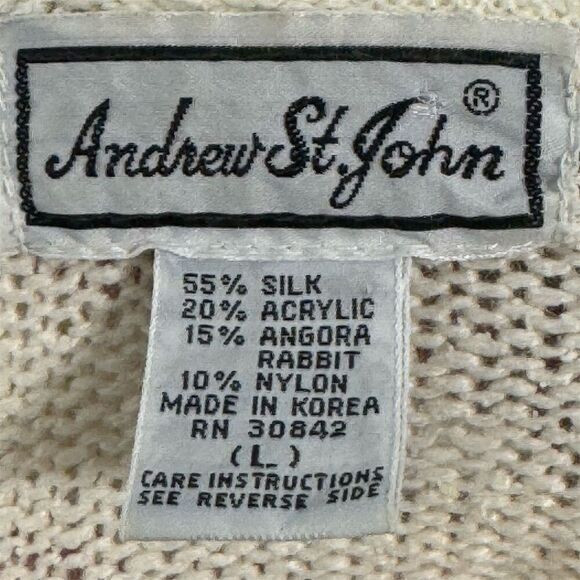 Andrew St. John ®
55% SILK
20% ACRYLIC
15% ANGORA
RABBIT
10% NYLON
MADE IN KOREA
RN 30842
(L)
CARE INSTRUCTIONS
SEE REVERSE SIDE